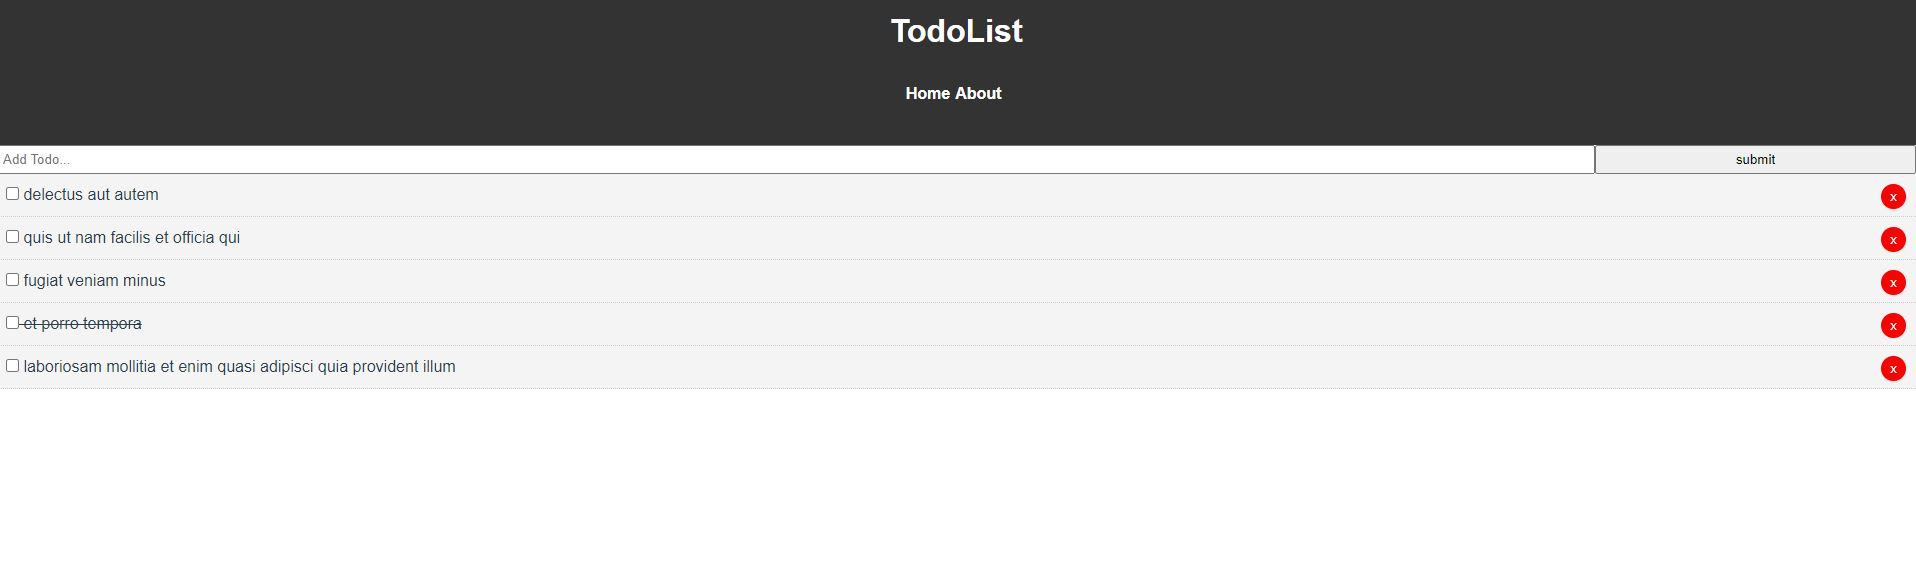 TodoList
Home About
Add Todo...
submit
delectus aut autem
x
quis ut nam facilis et officia qui
x
fugiat veniam minus
x
et porro tempora
x
laboriosam mollitia et enim quasi adipisci quia provident illum
x